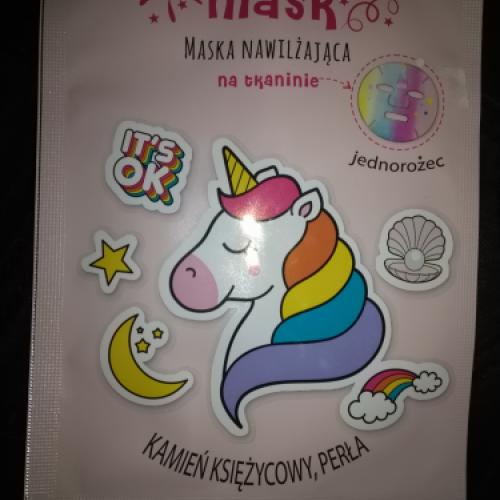 mask
MASKA NAWILŻAJĄCA
na tkaninie
jednorożec
IT'S
OK
KAMIEŃ KSIĘŻYCOWY, PERŁA